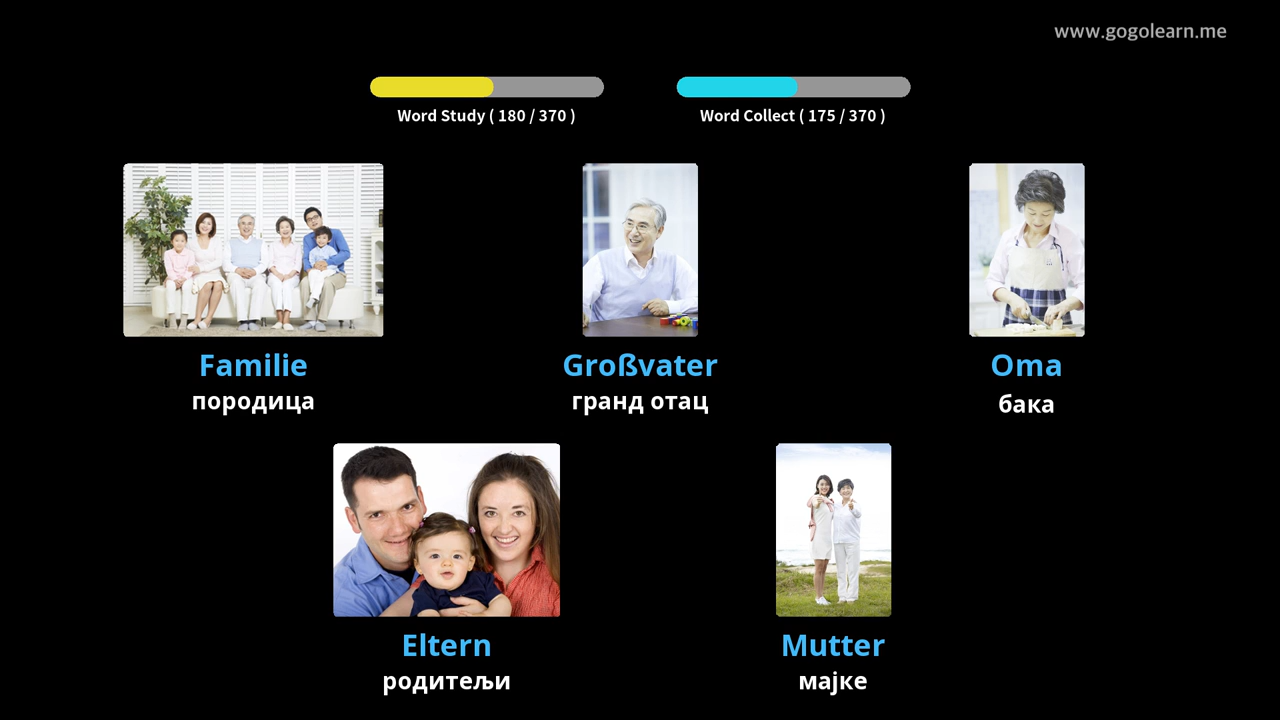 www.gogolearn.me
Word Study ( 180 / 370 )
Word Collect ( 175 / 370 )
Familie
породица
Großvater
гранд отац
Oma
бака
Eltern
родитељи
Mutter
мајке